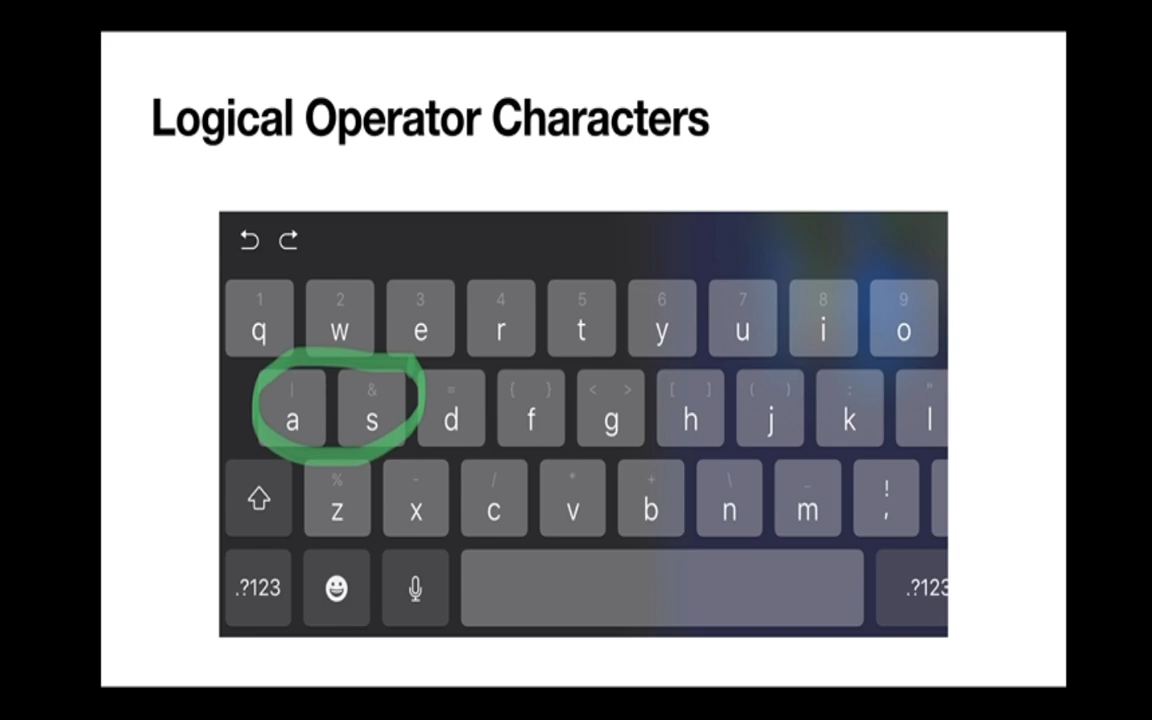 Logical Operator Characters
1 2 3 4 5 6 7 8 9
q w e r t y u i o
| & = { } < > [ ] ( ) : "
a s d f g h j k l
% - / * + \ _ !
z x c v b n m ,
.?123 .?123